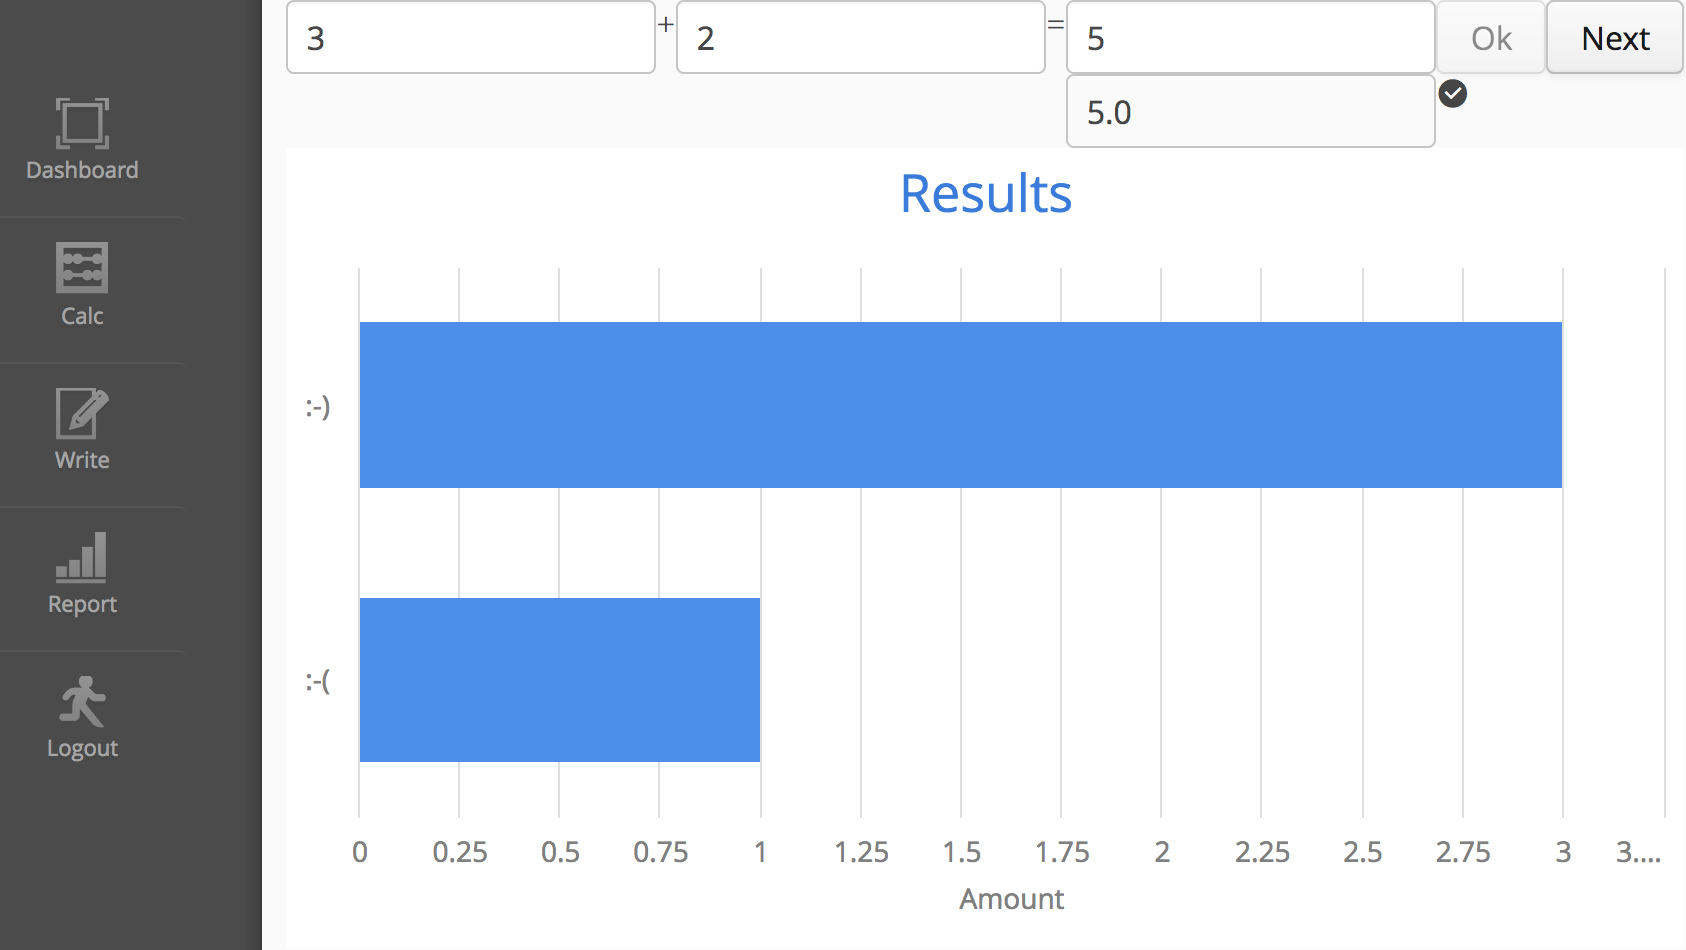 3 + 2 = 5 Ok Next
5.0
Dashboard
Calc
Write
Report
Logout
Results
:-)
:-(
0 0.25 0.5 0.75 1 1.25 1.5 1.75 2 2.25 2.5 2.75 3 3....
Amount